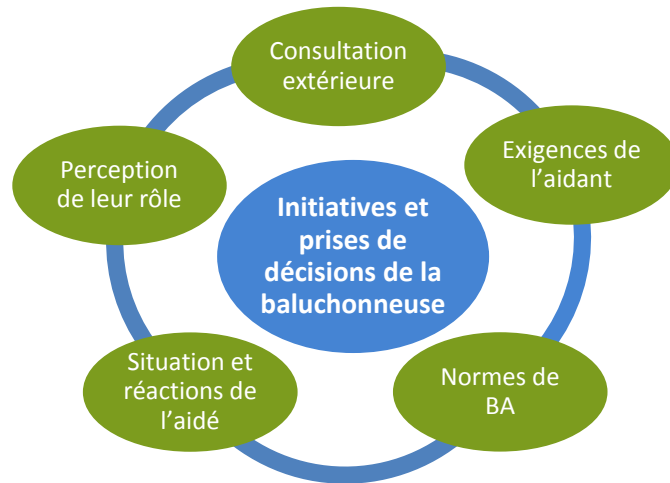 Consultation
extérieure
Exigences de
l’aidant
Perception
de leur rôle
Initiatives et
prises de
décisions de la
baluchonneuse
Situation et
réactions de
l’aidé
Normes de
BA